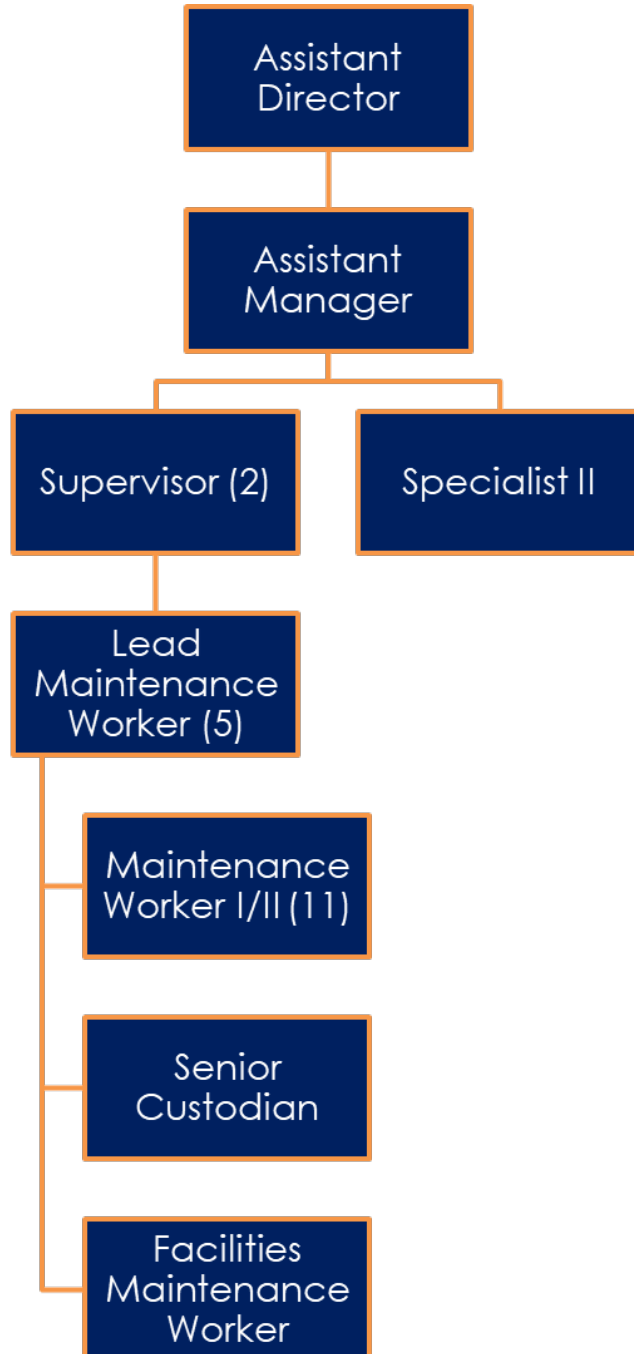 Assistant
Director
Assistant
Manager
Supervisor (2)
Specialist II
Lead
Maintenance
Worker (5)
Maintenance
Worker I/II (11)
Senior
Custodian
Facilities
Maintenance
Worker